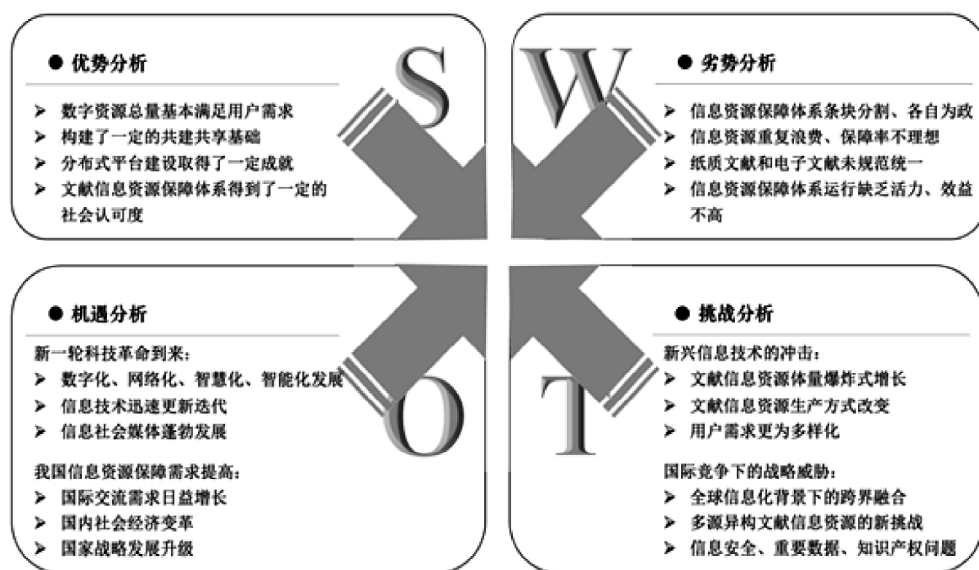 S
● 优势分析
➢ 数字资源总量基本满足用户需求
➢ 构建了一定的共建共享基础
➢ 分布式平台建设取得了一定成就
➢ 文献信息资源保障体系得到了一定的
社会认可度
W
● 劣势分析
➢ 信息资源保障体系条块分割、各自为政
➢ 信息资源重复浪费、保障率不理想
➢ 纸质文献和电子文献未规范统一
➢ 信息资源保障体系运行缺乏活力、效益
不高
O
● 机遇分析
新一轮科技革命到来：
➢ 数字化、网络化、智慧化、智能化发展
➢ 信息技术迅速更新迭代
➢ 信息社会媒体蓬勃发展
我国信息资源保障需求提高：
➢ 国际交流需求日益增长
➢ 国内社会经济变革
➢ 国家战略发展升级
T
● 挑战分析
新兴信息技术的冲击：
➢ 文献信息资源体量爆炸式增长
➢ 文献信息资源生产方式改变
➢ 用户需求更为多样化
国际竞争下的战略威胁：
➢ 全球信息化背景下的跨界融合
➢ 多源异构文献信息资源的新挑战
➢ 信息安全、重要数据、知识产权问题